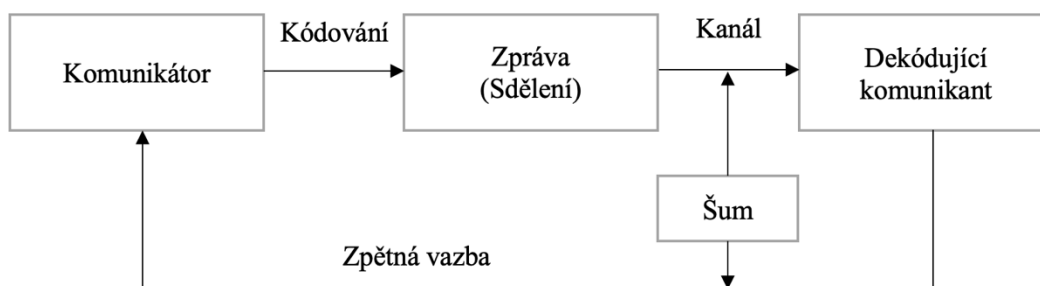 Kódování
Kanál
Komunikátor
Zpráva
(Sdělení)
Dekódující
komunikant
Šum
Zpětná vazba